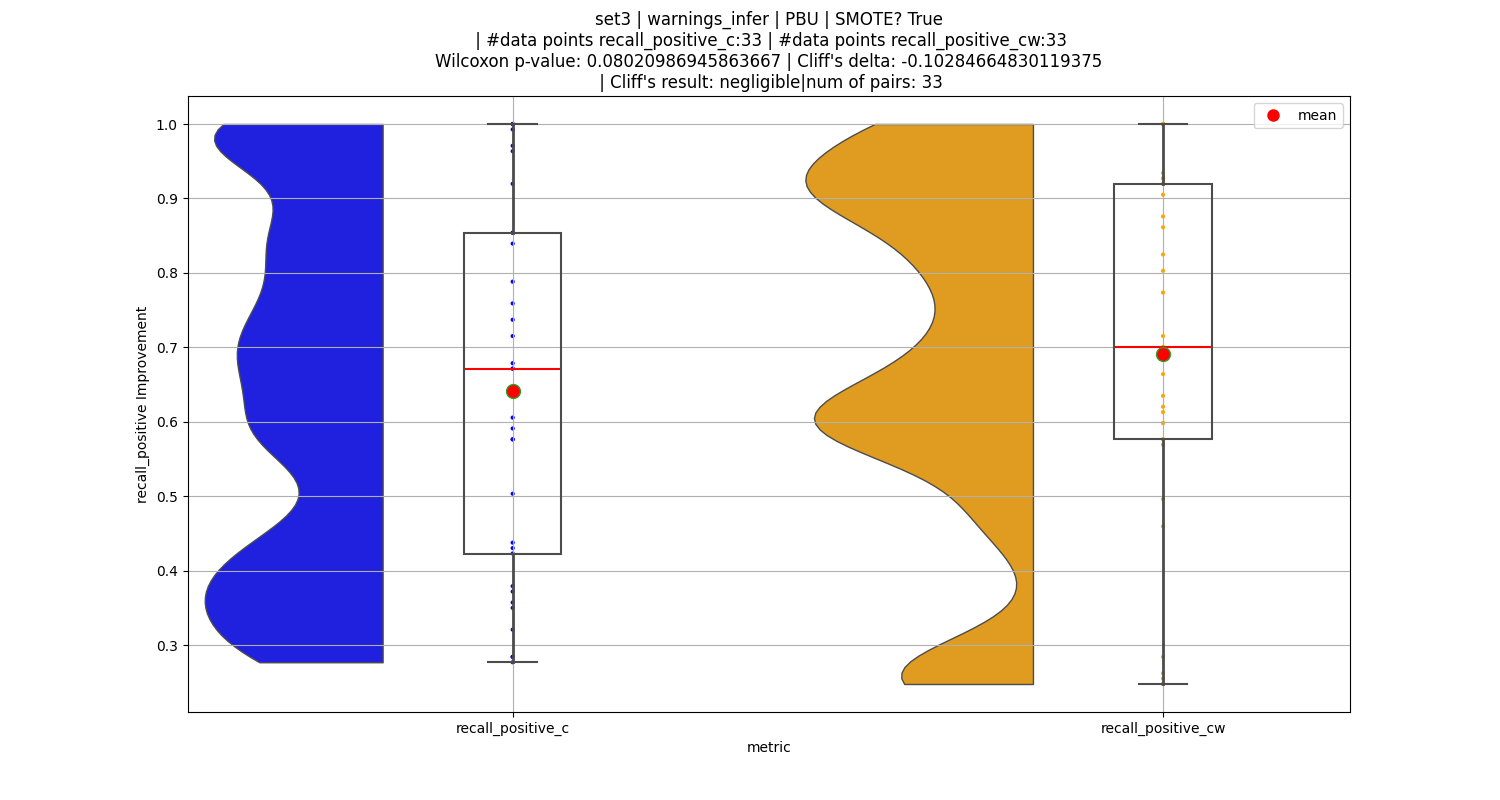 set3 | warnings_infer | PBU | SMOTE? True
| #data points recall_positive_c:33 | #data points recall_positive_cw:33
Wilcoxon p-value: 0.08020986945863667 | Cliff's delta: -0.10284664830119375
| Cliff's result: negligible|num of pairs: 33
mean
1.0
0.9
0.8
0.7
0.6
0.5
0.4
0.3
recall_positive Improvement
recall_positive_c
recall_positive_cw
metric